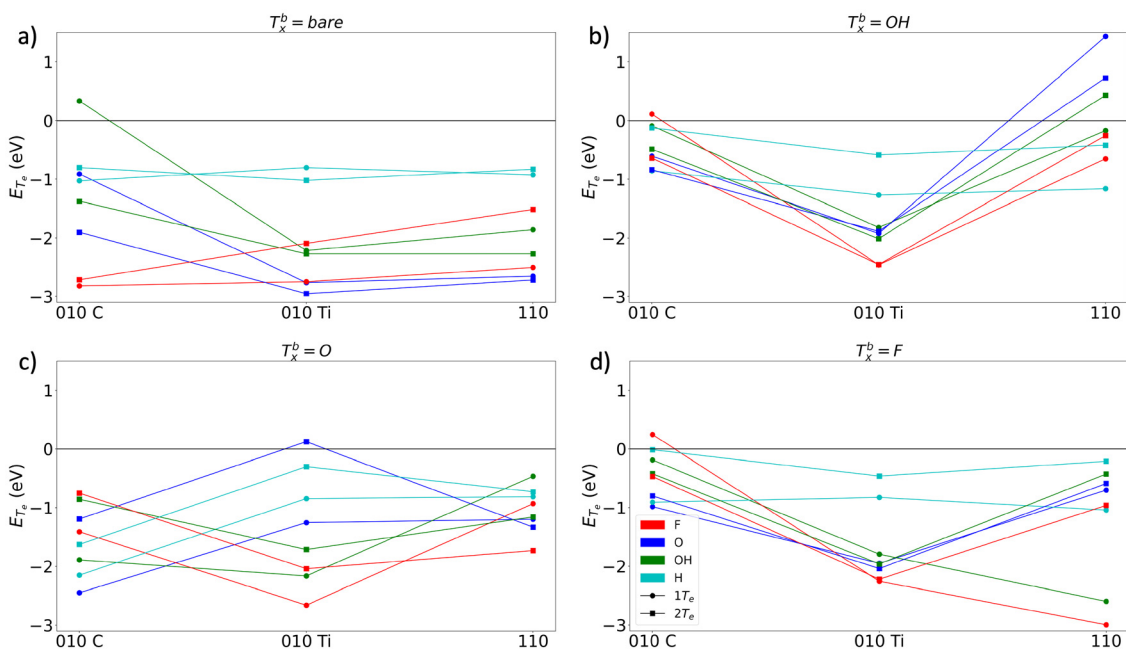 a)
T_x^b = bare
1
0
−1
−2
−3
E_{T_e} (eV)
010 C
010 Ti
110
b)
T_x^b = OH
1
0
−1
−2
−3
E_{T_e} (eV)
010 C
010 Ti
110
c)
T_x^b = O
1
0
−1
−2
−3
E_{T_e} (eV)
010 C
010 Ti
110
d)
T_x^b = F
1
0
−1
−2
−3
E_{T_e} (eV)
F
O
OH
H
1T_e
2T_e
010 C
010 Ti
110